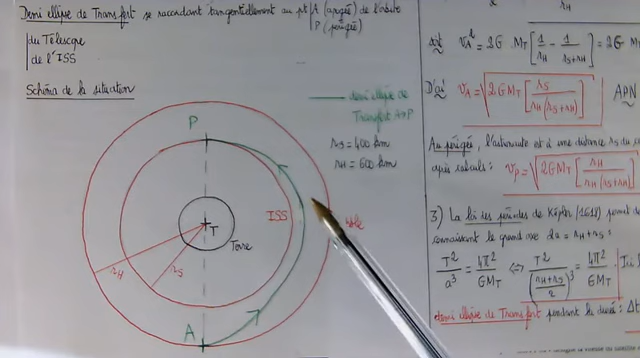 Demi ellipse de Transfert se raccordant tangentiellement au pt A (apogée) de l'orbite
P (périgée)
du Télescope
de l'ISS
Schéma de la situation
demi ellipse de
Transfert A→P
rS = 400 km
rH = 600 km
P
T
Terre
ISS
rH
rS
A
&
rH
soit VA² = 2G MT [1/rH - 1/(rS+rH)] = 2G M
D'où VA = √(2GMT [rS/(rH(rS+rH))])
APN
Au périgée l'astronaute est à une distance rS du
après calculs : VP = √(2GMT [rH/
3) La loi des périodes de Képler (1618) permet
connaissant le grand axe 2a = rH+rS :
T²/a³ = 4π²/GMT ⇔ T²/((rH+rS)/2)³ = 4π²/GMT
demi ellipse de Transfert pendant la durée : Δt